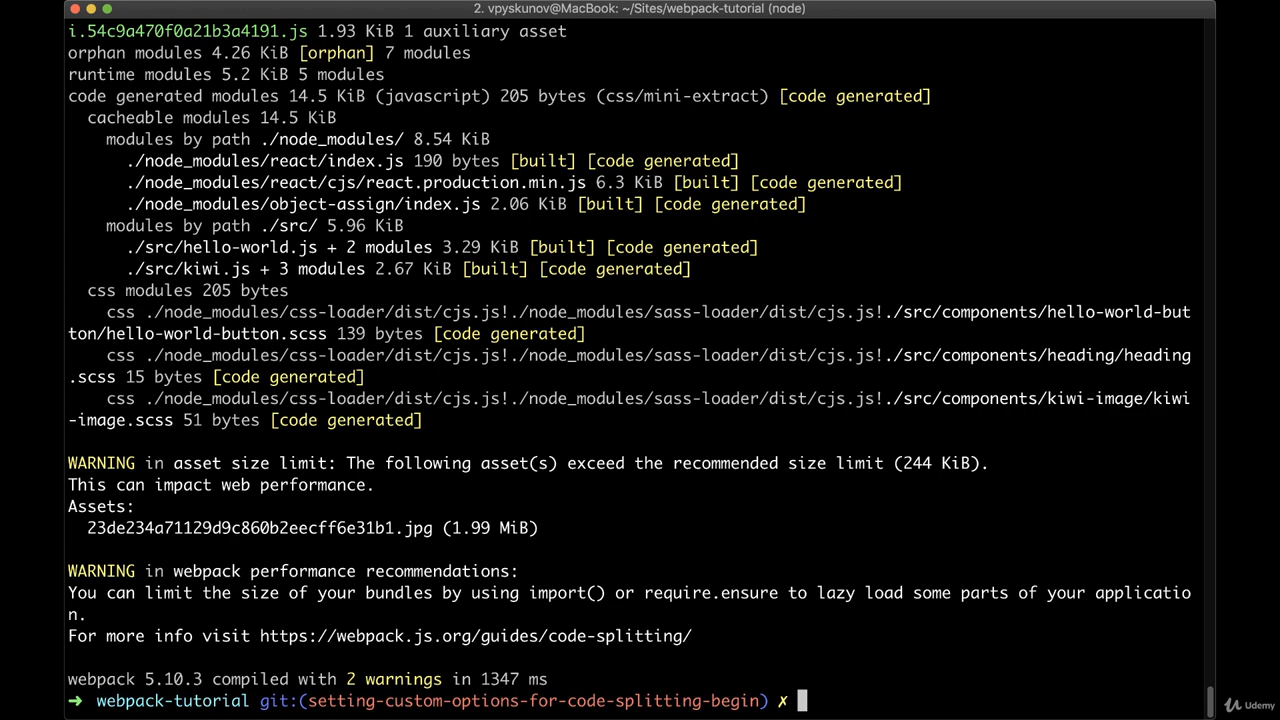 2. vpyskunov@MacBook: ~/Sites/webpack-tutorial (node)
i.54c9a470f0a21b3a4191.js 1.93 KiB 1 auxiliary asset
orphan modules 4.26 KiB [orphan] 7 modules
runtime modules 5.2 KiB 5 modules
code generated modules 14.5 KiB (javascript) 205 bytes (css/mini-extract) [code generated]
cacheable modules 14.5 KiB
modules by path ./node_modules/ 8.54 KiB
./node_modules/react/index.js 190 bytes [built] [code generated]
./node_modules/react/cjs/react.production.min.js 6.3 KiB [built] [code generated]
./node_modules/object-assign/index.js 2.06 KiB [built] [code generated]
modules by path ./src/ 5.96 KiB
./src/hello-world.js + 2 modules 3.29 KiB [built] [code generated]
./src/kiwi.js + 3 modules 2.67 KiB [built] [code generated]
css modules 205 bytes
css ./node_modules/css-loader/dist/cjs.js!./node_modules/sass-loader/dist/cjs.js!./src/components/hello-world-but
ton/hello-world-button.scss 139 bytes [code generated]
css ./node_modules/css-loader/dist/cjs.js!./node_modules/sass-loader/dist/cjs.js!./src/components/heading/heading
.scss 15 bytes [code generated]
css ./node_modules/css-loader/dist/cjs.js!./node_modules/sass-loader/dist/cjs.js!./src/components/kiwi-image/kiwi
-image.scss 51 bytes [code generated]
WARNING in asset size limit: The following asset(s) exceed the recommended size limit (244 KiB).
This can impact web performance.
Assets:
23de234a71129d9c860b2eecff6e31b1.jpg (1.99 MiB)
WARNING in webpack performance recommendations:
You can limit the size of your bundles by using import() or require.ensure to lazy load some parts of your applicatio
n.
For more info visit https://webpack.js.org/guides/code-splitting/
webpack 5.10.3 compiled with 2 warnings in 1347 ms
➜ webpack-tutorial git:(setting-custom-options-for-code-splitting-begin) ✗
Udemy